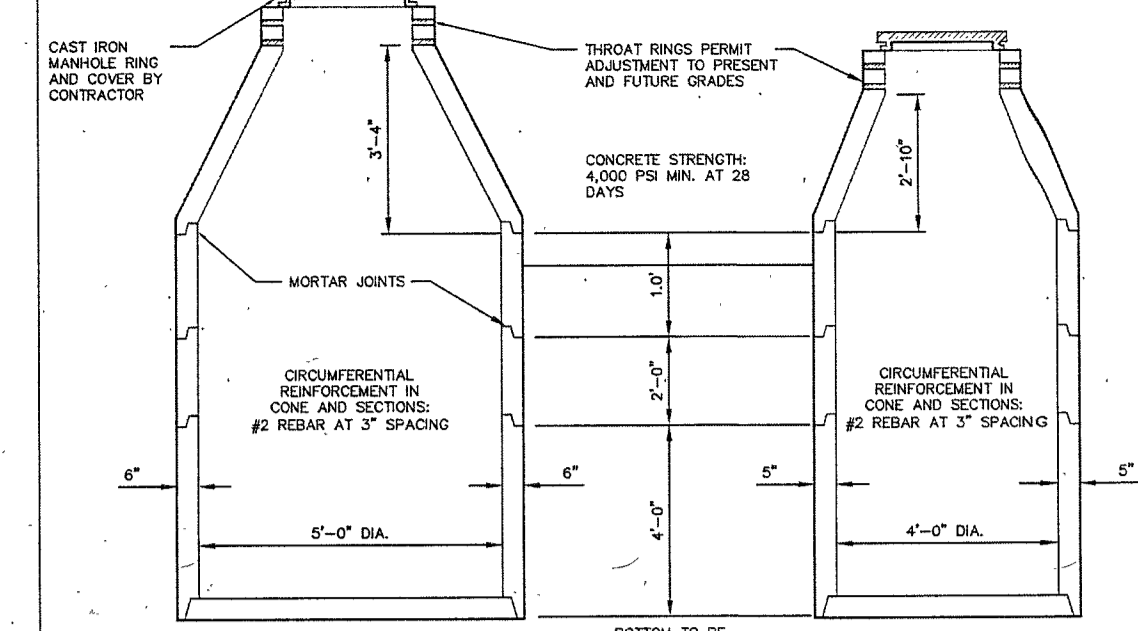 CAST IRON
MANHOLE RING
AND COVER BY
CONTRACTOR
THROAT RINGS PERMIT
ADJUSTMENT TO PRESENT
AND FUTURE GRADES
3'-4"
2'-10"
CONCRETE STRENGTH:
4,000 PSI MIN. AT 28
DAYS
MORTAR JOINTS
1.0'
CIRCUMFERENTIAL
REINFORCEMENT IN
CONE AND SECTIONS:
#2 REBAR AT 3" SPACING
2'-0"
CIRCUMFERENTIAL
REINFORCEMENT IN
CONE AND SECTIONS:
#2 REBAR AT 3" SPACING
6"
6"
5"
5"
5'-0" DIA.
4'-0"
4'-0" DIA.
BOTTOM TO BE